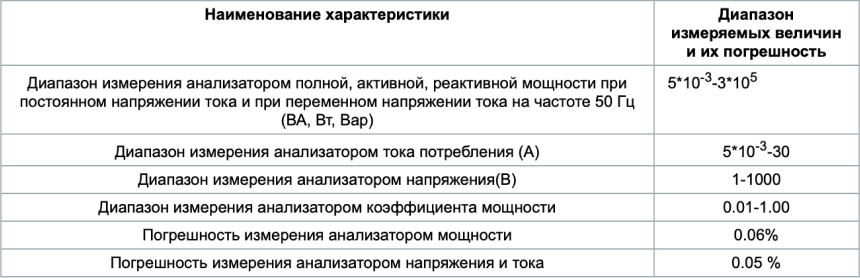 Наименование характеристики
Диапазон
измеряемых величин
и их погрешность
Диапазон измерения анализатором полной, активной, реактивной мощности при
постоянном напряжении тока и при переменном напряжении тока на частоте 50 Гц
(ВА, Вт, Вар)
5*10⁻³-3*10⁵
Диапазон измерения анализатором тока потребления (А)
5*10⁻³-30
Диапазон измерения анализатором напряжения(В)
1-1000
Диапазон измерения анализатором коэффициента мощности
0.01-1.00
Погрешность измерения анализатором мощности
0.06%
Погрешность измерения анализатором напряжения и тока
0.05 %